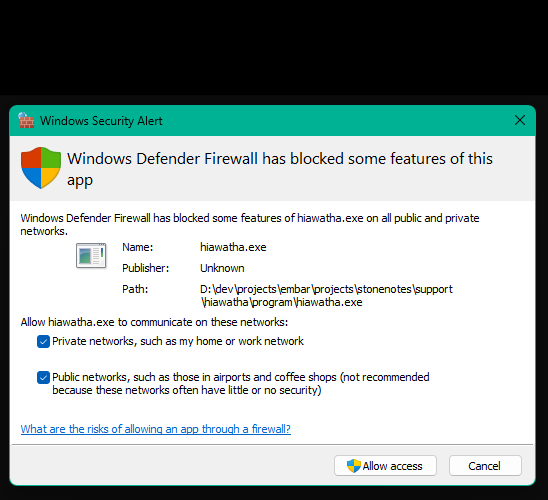 Windows Security Alert
Windows Defender Firewall has blocked some features of this
app
Windows Defender Firewall has blocked some features of hiawatha.exe on all public and private
networks.
Name: hiawatha.exe
Publisher: Unknown
Path: D:\dev\projects\embar\projects\stonenotes\support
\hiawatha\program\hiawatha.exe
Allow hiawatha.exe to communicate on these networks:
Private networks, such as my home or work network
Public networks, such as those in airports and coffee shops (not recommended
because these networks often have little or no security)
What are the risks of allowing an app through a firewall?
Allow access Cancel